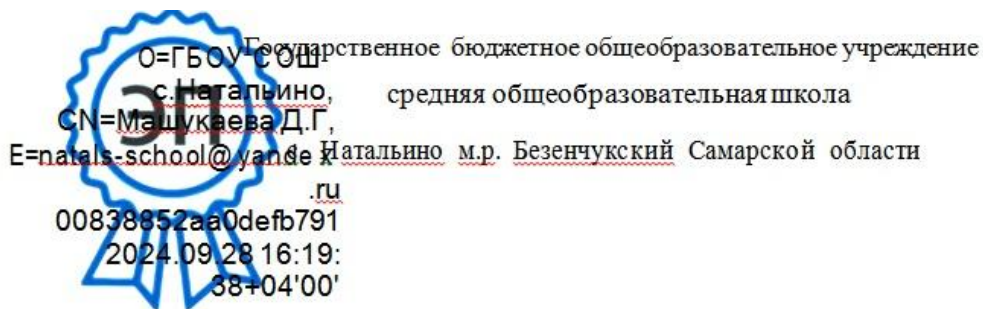 Государственное бюджетное общеобразовательное учреждение
средняя общеобразовательная школа
Натальино м.р. Безенчукский Самарской области
ЭП
O=ГБОУ СОШ
с.Натальино,
CN=Машукаева Д.Г,
E=natals-school@yandex
.ru
00838852aa0defb791
2024.09.28 16:19:
38+04'00'